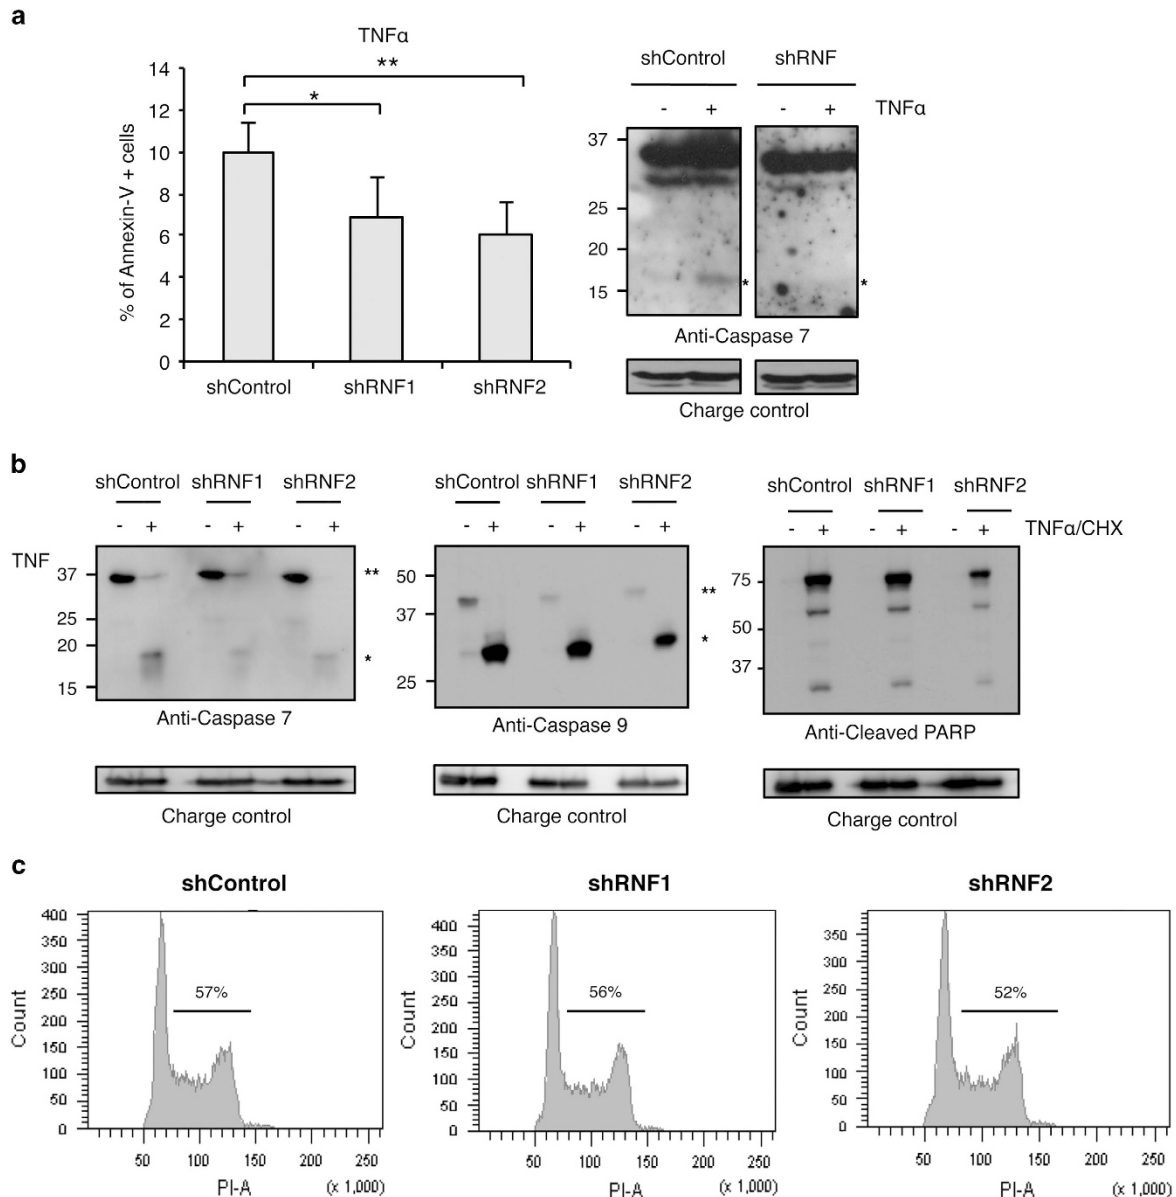 a
TNFα
**
*
14
12
10
8
6
4
2
0
% of Annexin-V + cells
shControl shRNF1 shRNF2
shControl shRNF
- + - + TNFα
37
25
20
15
* *
Anti-Caspase 7
Charge control
b
shControl shRNF1 shRNF2
- + - + - +
TNF
37 **
25
20
*
15
Anti-Caspase 7
Charge control
shControl shRNF1 shRNF2
- + - + - +
50
**
37
*
25
Anti-Caspase 9
Charge control
shControl shRNF1 shRNF2
- + - + - + TNFα/CHX
75
50
37
Anti-Cleaved PARP
Charge control
c
shControl
400
350
300
250
200
150
100
50
0
Count
57%
50 100 150 200 250
PI-A (x 1,000)
shRNF1
400
350
300
250
200
150
100
50
0
Count
56%
50 100 150 200 250
PI-A (x 1,000)
shRNF2
350
300
250
200
150
100
50
0
Count
52%
50 100 150 200 250
PI-A (x 1,000)